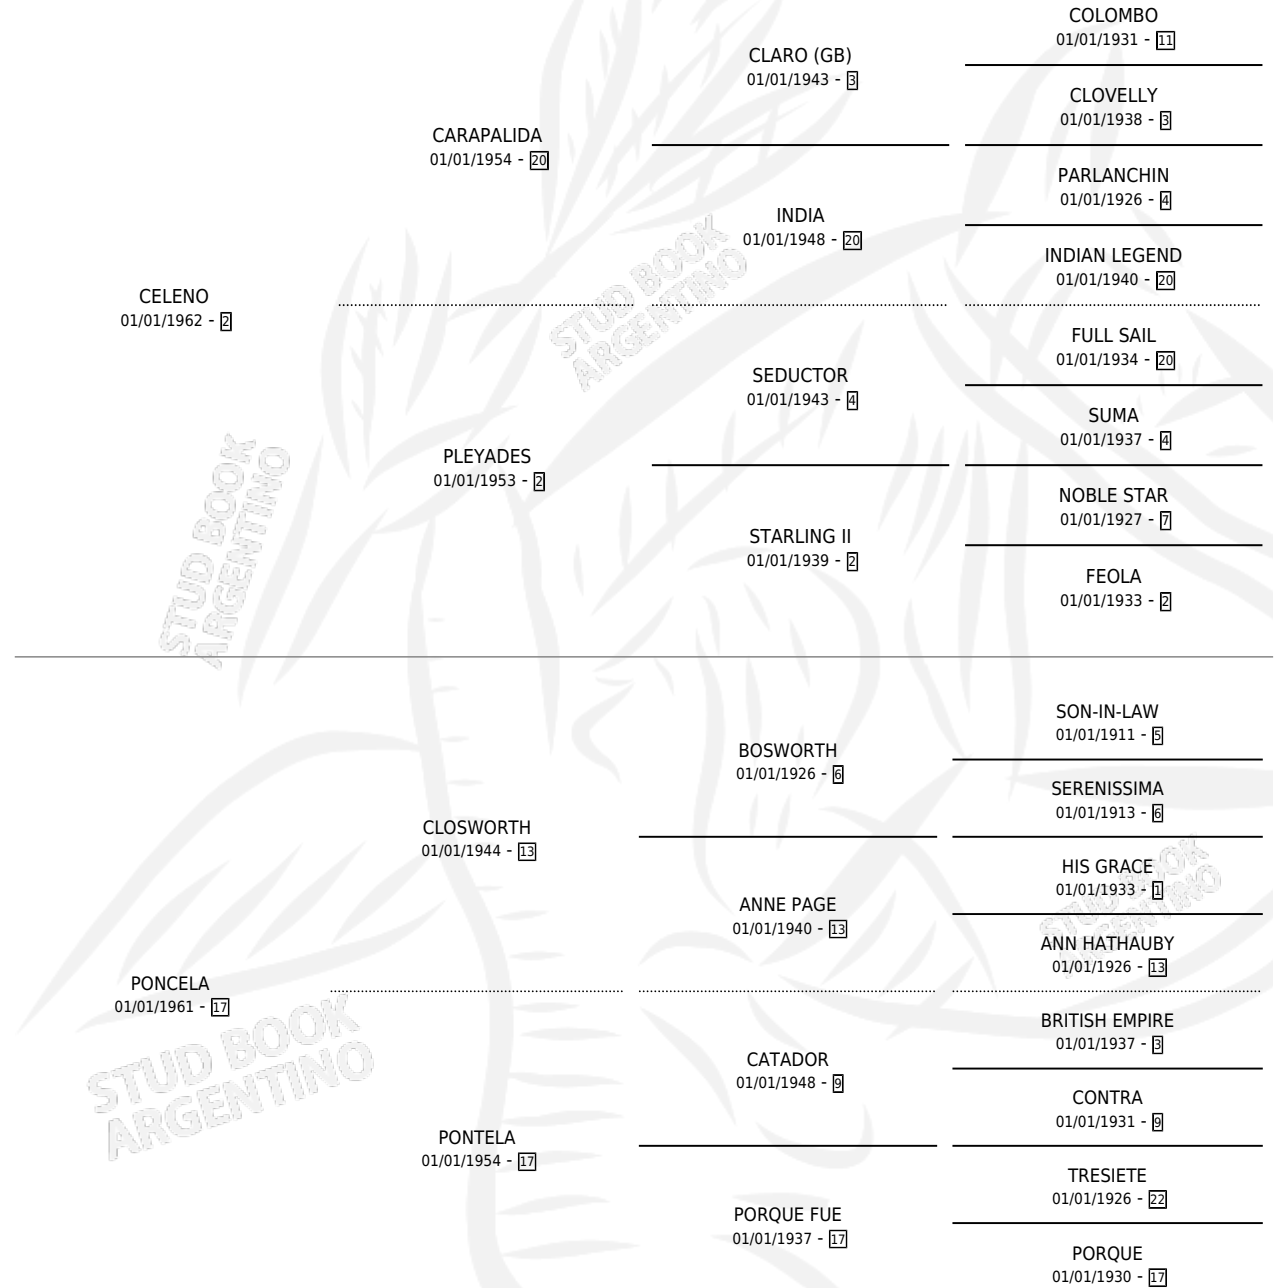 COLOMBO
01/01/1931 - 11
CLARO (GB)
01/01/1943 - 3
CLOVELLY
01/01/1938 - 3
CARAPALIDA
01/01/1954 - 20
PARLANCHIN
01/01/1926 - 4
INDIA
01/01/1948 - 20
INDIAN LEGEND
01/01/1940 - 20
CELENO
01/01/1962 - 2
FULL SAIL
01/01/1934 - 20
SEDUCTOR
01/01/1943 - 4
SUMA
01/01/1937 - 4
PLEYADES
01/01/1953 - 2
NOBLE STAR
01/01/1927 - 7
STARLING II
01/01/1939 - 2
FEOLA
01/01/1933 - 2
STUD BOOK
ARGENTINO
STUD BOOK
ARGENTINO
SON-IN-LAW
01/01/1911 - 5
BOSWORTH
01/01/1926 - 6
SERENISSIMA
01/01/1913 - 6
CLOSWORTH
01/01/1944 - 13
HIS GRACE
01/01/1933 - 1
ANNE PAGE
01/01/1940 - 13
ANN HATHAUBY
01/01/1926 - 13
STUD BOOK
ARGENTINO
PONCELA
01/01/1961 - 17
BRITISH EMPIRE
01/01/1937 - 3
CATADOR
01/01/1948 - 9
CONTRA
01/01/1931 - 9
STUD BOOK
ARGENTINO
PONTELA
01/01/1954 - 17
TRESIETE
01/01/1926 - 22
PORQUE FUE
01/01/1937 - 17
PORQUE
01/01/1930 - 17